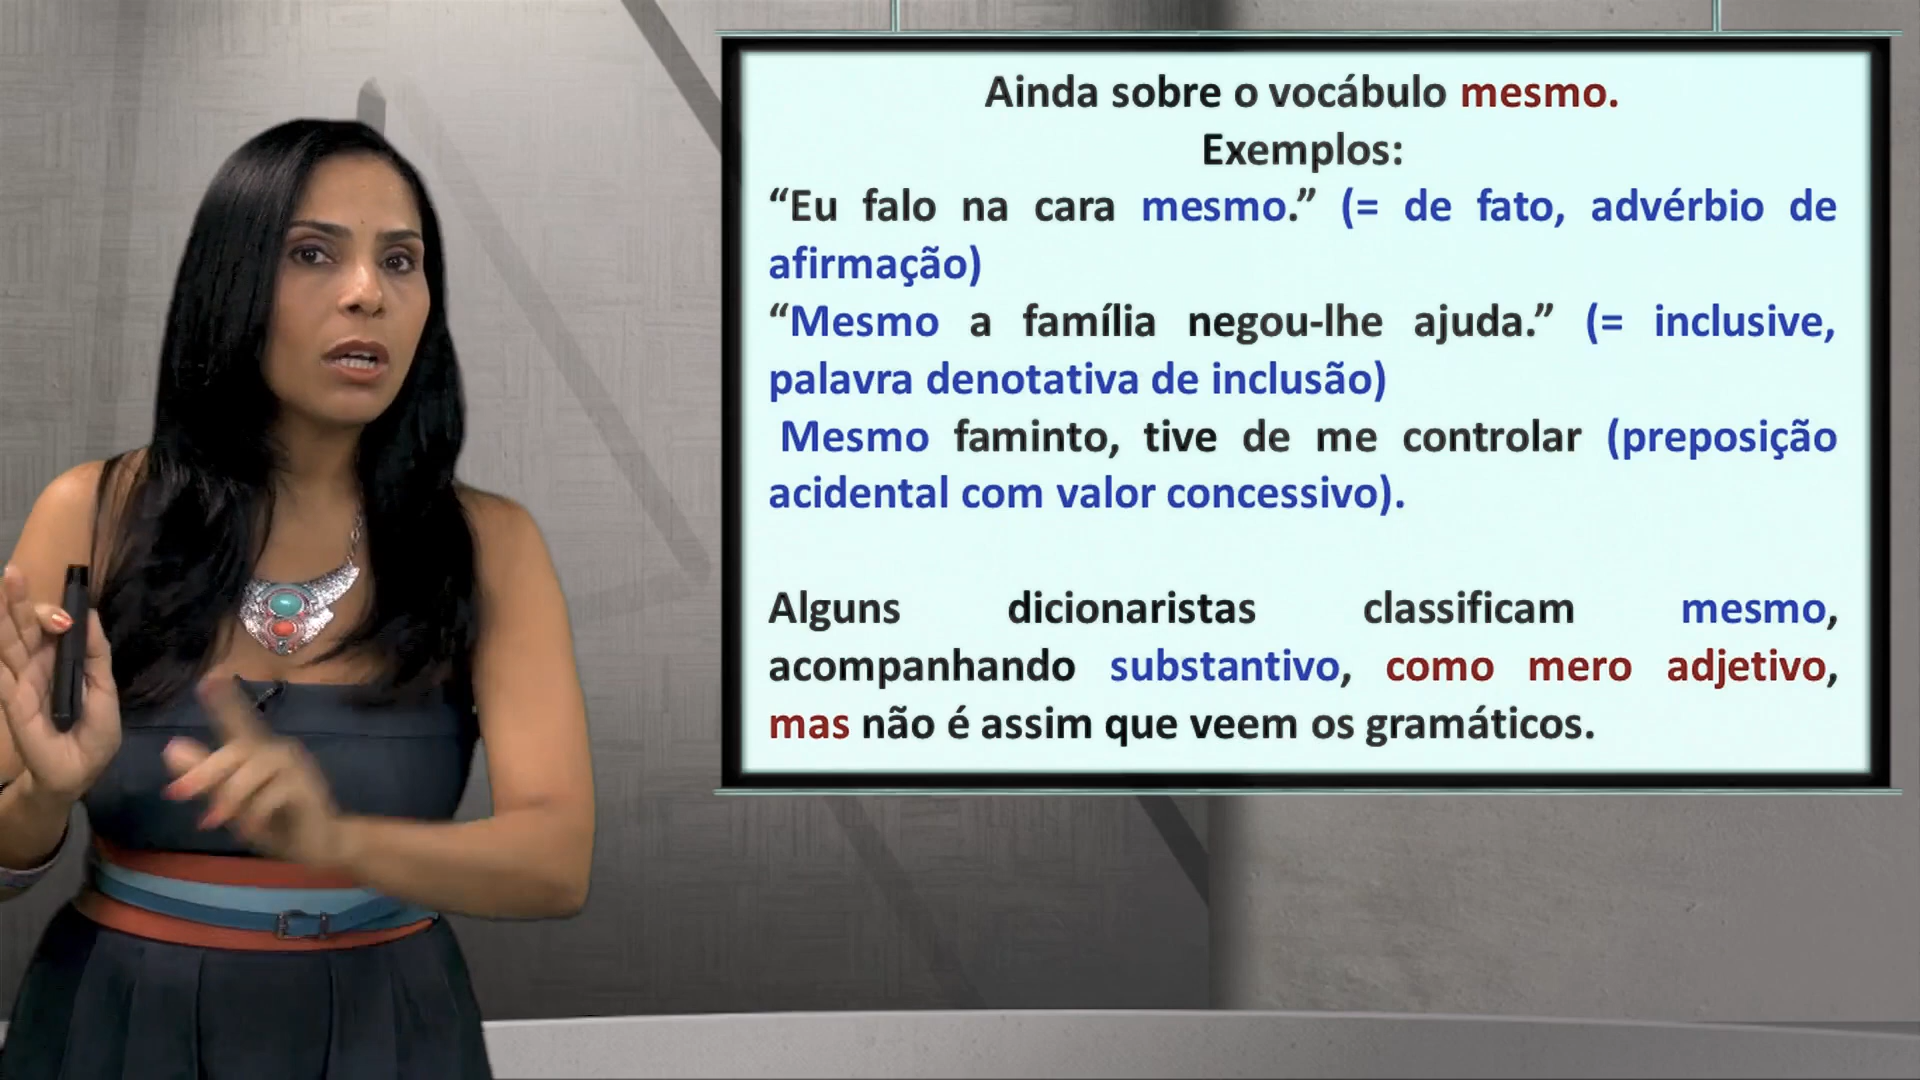 Ainda sobre o vocábulo mesmo.
Exemplos:
“Eu falo na cara mesmo.” (= de fato, advérbio de
afirmação)
“Mesmo a família negou-lhe ajuda.” (= inclusive,
palavra denotativa de inclusão)
Mesmo faminto, tive de me controlar (preposição
acidental com valor concessivo).
Alguns dicionaristas classificam mesmo,
acompanhando substantivo, como mero adjetivo,
mas não é assim que veem os gramáticos.